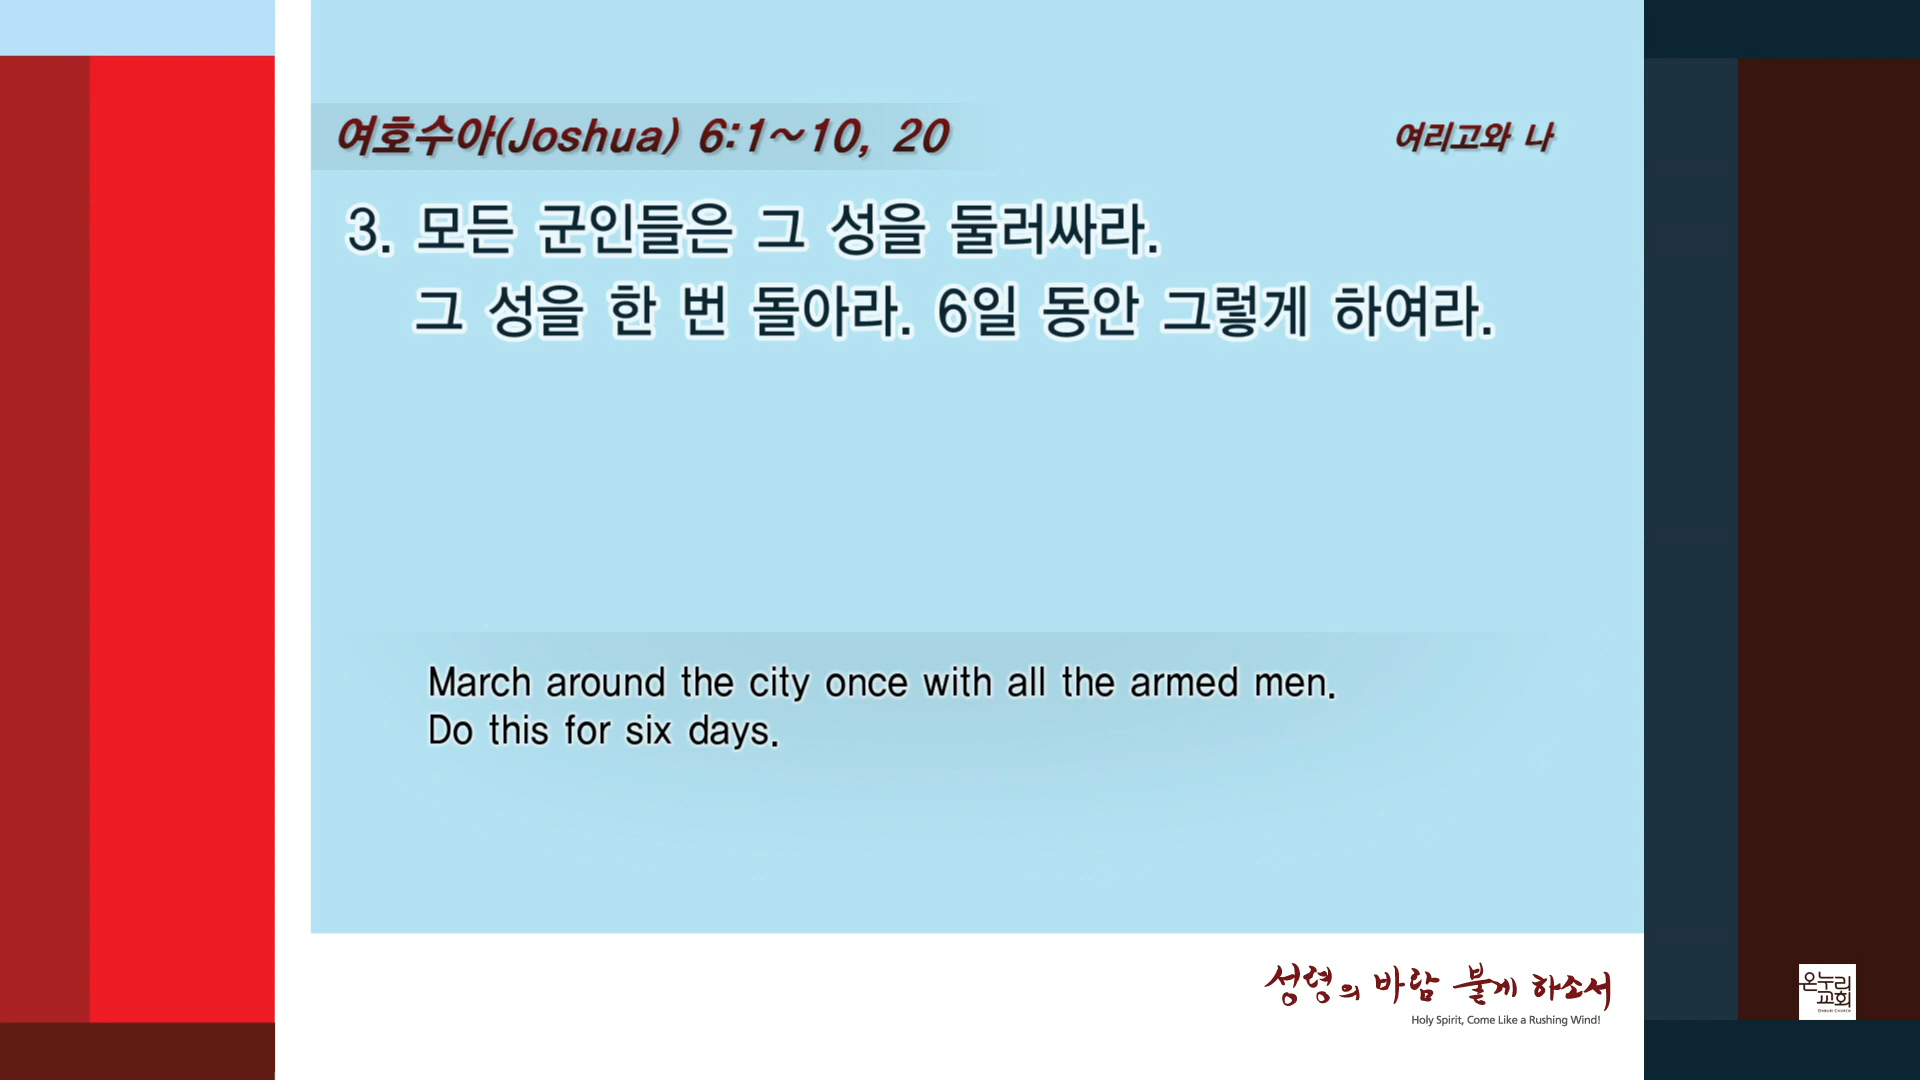 여호수아(Joshua) 6:1~10, 20
여리고와 나
3. 모든 군인들은 그 성을 둘러싸라.
그 성을 한 번 돌아라. 6일 동안 그렇게 하여라.
March around the city once with all the armed men.
Do this for six days.
성령의 바람 불게 하소서
Holy Spirit, Come Like a Rushing Wind!
온누리
교회
ONNURI CHURCH